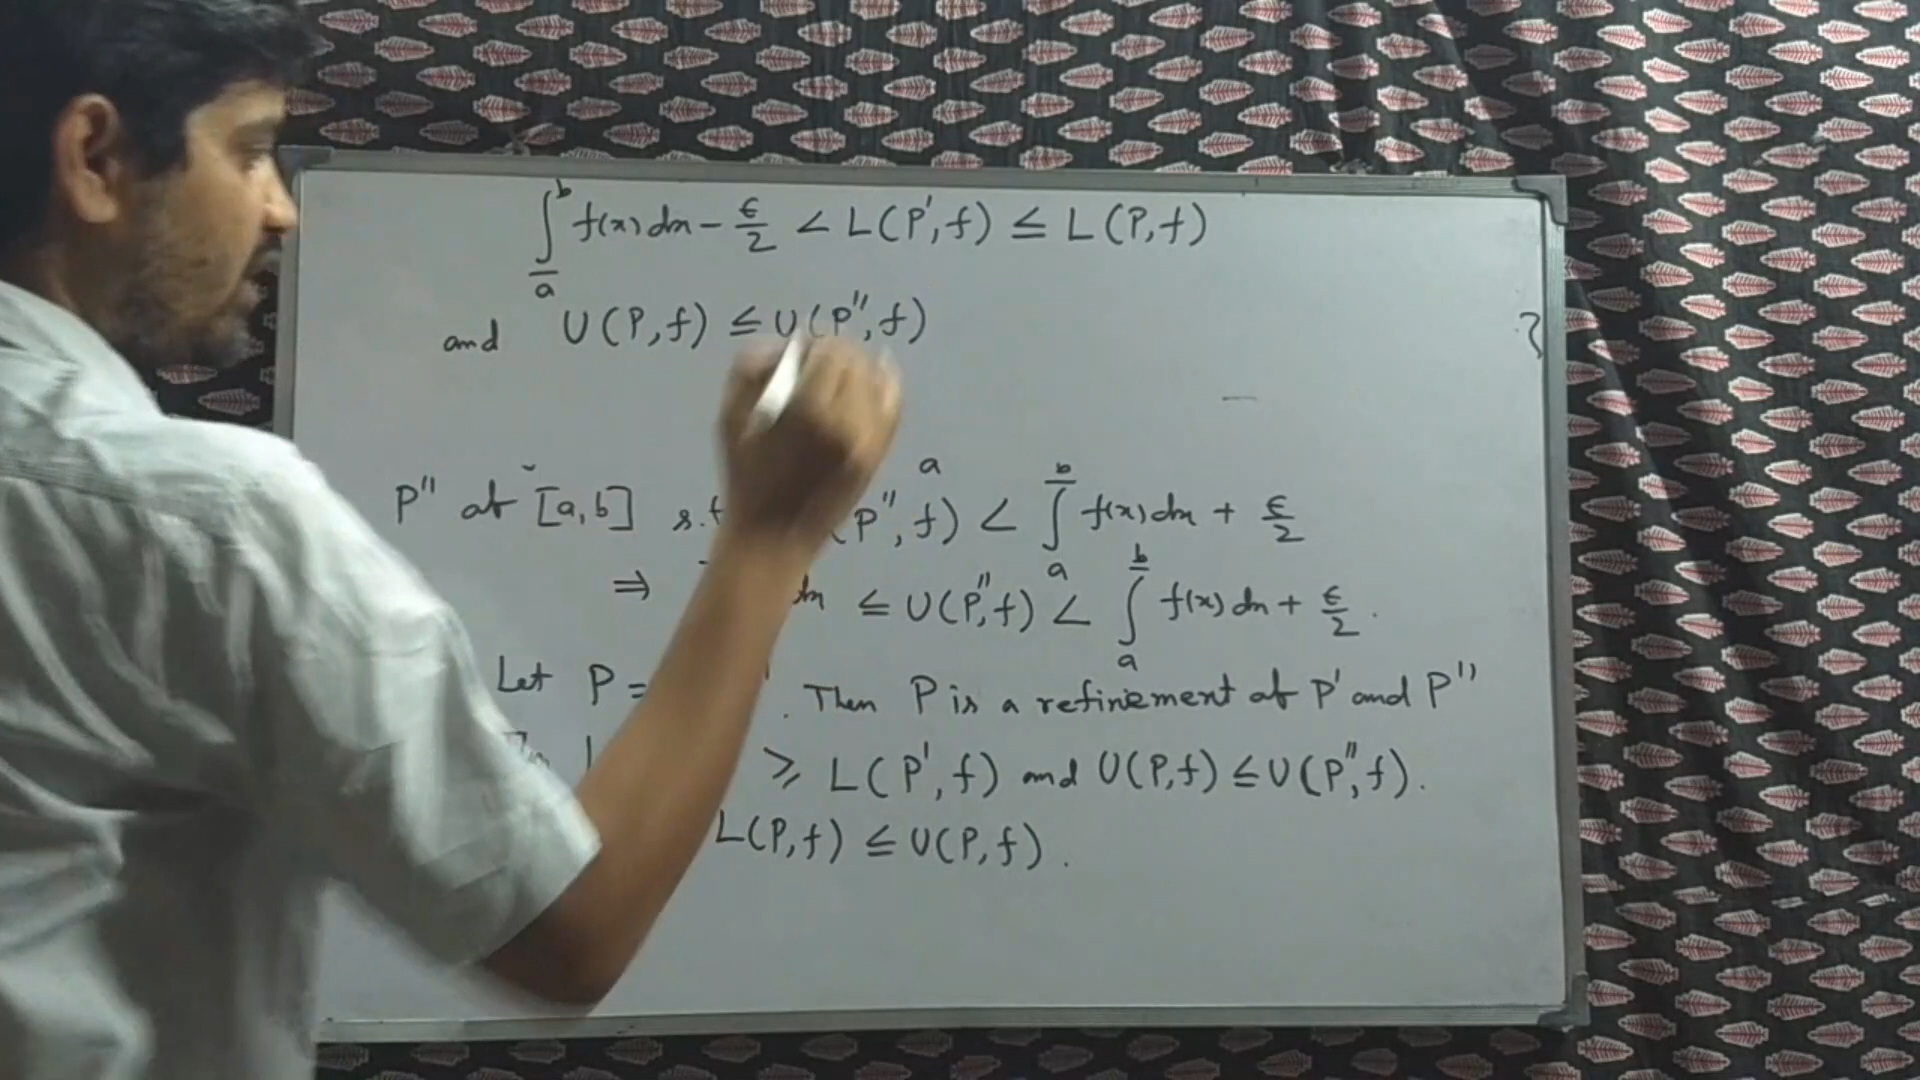 ∫_a^b f(x) dx − ε/2 < L(P', f) ≤ L(P, f)
and U(P, f) ≤ U(P'', f)
a
P'' of [a, b] s.t (P'', f) < ∫_a^b f(x) dx + ε/2
⇒ dx ≤ U(P'', f) < ∫_a^b f(x) dx + ε/2 .
Let P = . Then P is a refinement of P' and P''
≥ L(P', f) and U(P, f) ≤ U(P'', f).
L(P, f) ≤ U(P, f).